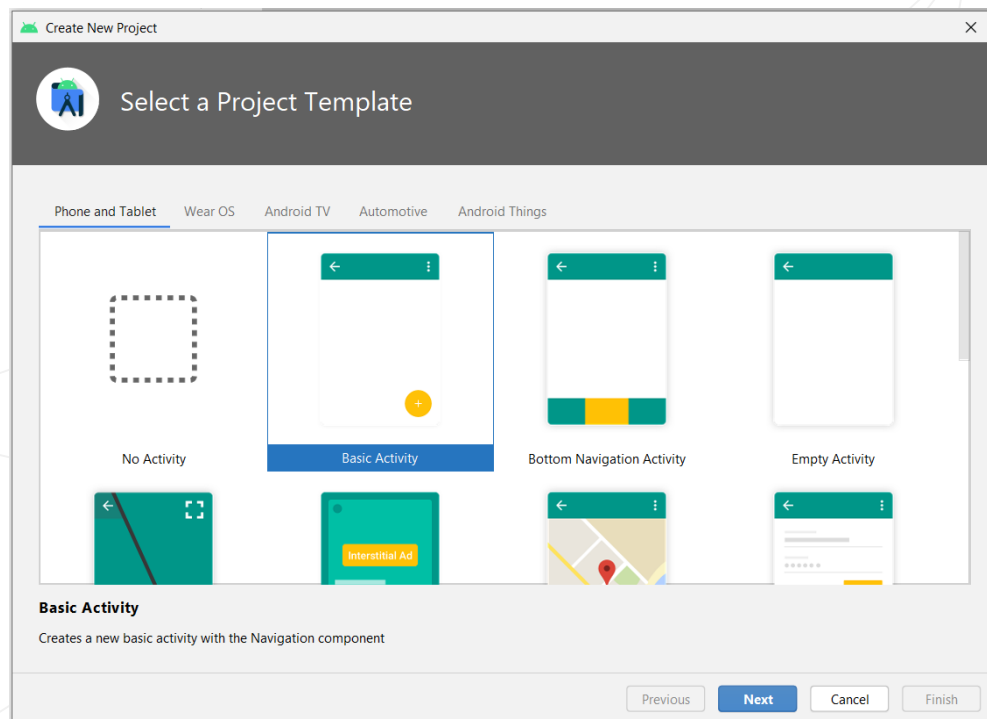 Create New Project
Select a Project Template
Phone and Tablet Wear OS Android TV Automotive Android Things
No Activity Basic Activity Bottom Navigation Activity Empty Activity
Interstitial Ad
Basic Activity
Creates a new basic activity with the Navigation component
Previous Next Cancel Finish